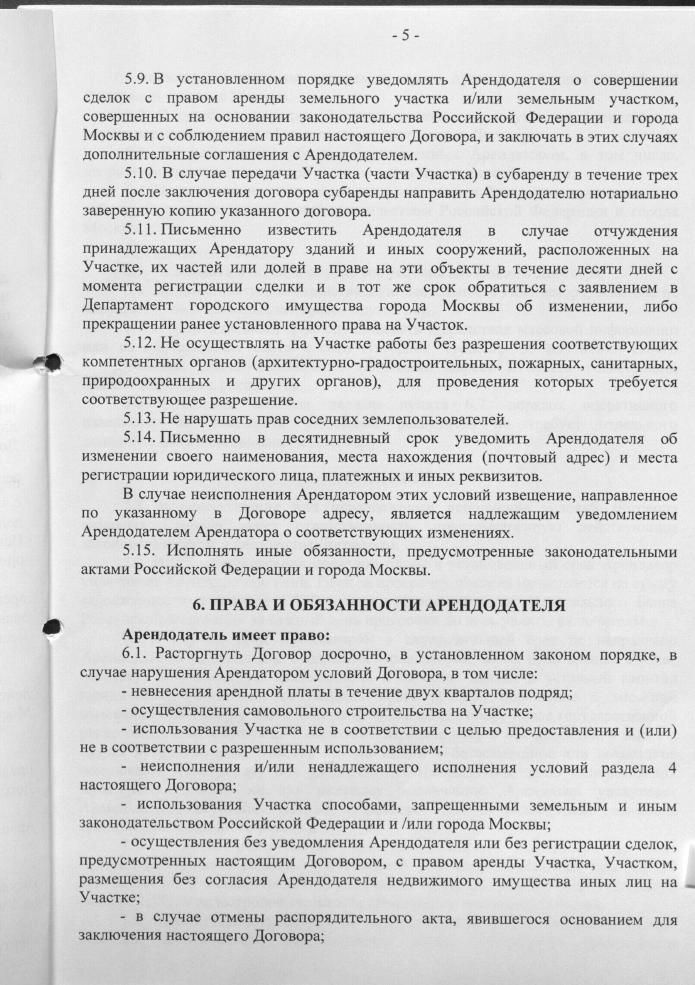 - 5 -
5.9. В установленном порядке уведомлять Арендодателя о совершении
сделок с правом аренды земельного участка и/или земельным участком,
совершенных на основании законодательства Российской Федерации и города
Москвы и с соблюдением правил настоящего Договора, и заключать в этих случаях
дополнительные соглашения с Арендодателем.
5.10. В случае передачи Участка (части Участка) в субаренду в течение трех
дней после заключения договора субаренды направить Арендодателю нотариально
заверенную копию указанного договора.
5.11. Письменно известить Арендодателя в случае отчуждения
принадлежащих Арендатору зданий и иных сооружений, расположенных на
Участке, их частей или долей в праве на эти объекты в течение десяти дней с
момента регистрации сделки и в тот же срок обратиться с заявлением в
Департамент городского имущества города Москвы об изменении, либо
прекращении ранее установленного права на Участок.
5.12. Не осуществлять на Участке работы без разрешения соответствующих
компетентных органов (архитектурно-градостроительных, пожарных, санитарных,
природоохранных и других органов), для проведения которых требуется
соответствующее разрешение.
5.13. Не нарушать прав соседних землепользователей.
5.14. Письменно в десятидневный срок уведомить Арендодателя об
изменении своего наименования, места нахождения (почтовый адрес) и места
регистрации юридического лица, платежных и иных реквизитов.
В случае неисполнения Арендатором этих условий извещение, направленное
по указанному в Договоре адресу, является надлежащим уведомлением
Арендодателем Арендатора о соответствующих изменениях.
5.15. Исполнять иные обязанности, предусмотренные законодательными
актами Российской Федерации и города Москвы.
6. ПРАВА И ОБЯЗАННОСТИ АРЕНДОДАТЕЛЯ
Арендодатель имеет право:
6.1. Расторгнуть Договор досрочно, в установленном законом порядке, в
случае нарушения Арендатором условий Договора, в том числе:
- невнесения арендной платы в течение двух кварталов подряд;
- осуществления самовольного строительства на Участке;
- использования Участка не в соответствии с целью предоставления и (или)
не в соответствии с разрешенным использованием;
- неисполнения и/или ненадлежащего исполнения условий раздела 4
настоящего Договора;
- использования Участка способами, запрещенными земельным и иным
законодательством Российской Федерации и /или города Москвы;
- осуществления без уведомления Арендодателя или без регистрации сделок,
предусмотренных настоящим Договором, с правом аренды Участка, Участком,
размещения без согласия Арендодателя недвижимого имущества иных лиц на
Участке;
- в случае отмены распорядительного акта, явившегося основанием для
заключения настоящего Договора;